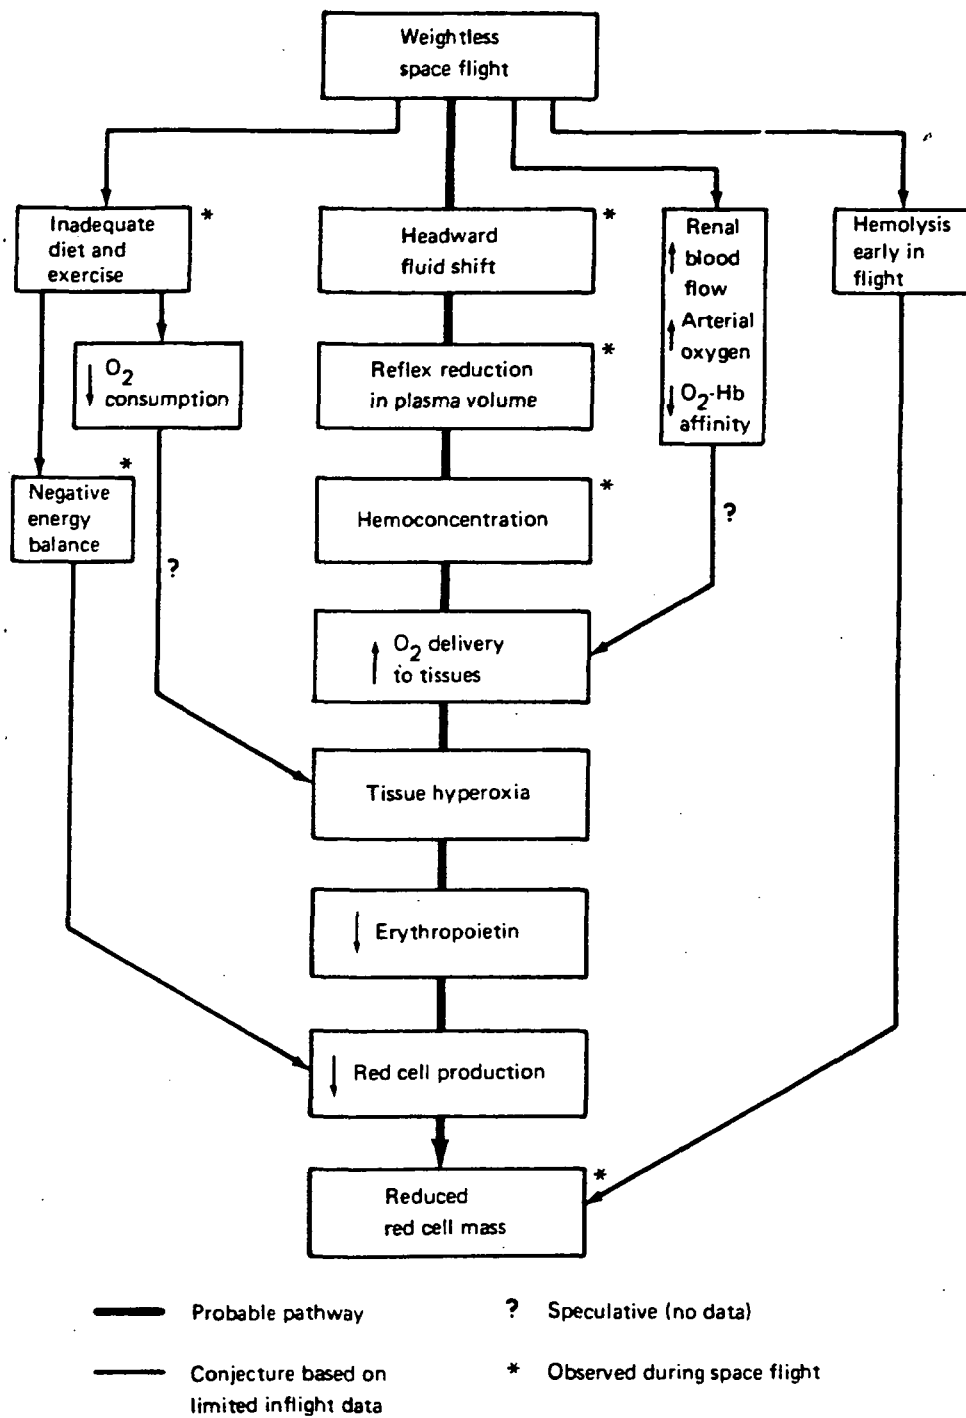 Weightless
space flight
*
Inadequate
diet and
exercise
*
Headward
fluid shift
Renal
↑ blood
flow
↑ Arterial
oxygen
↓ O2-Hb
affinity
Hemolysis
early in
flight
↓ O2
consumption
*
Reflex reduction
in plasma volume
*
Negative
energy
balance
*
Hemoconcentration
?
?
↑ O2 delivery
to tissues
Tissue hyperoxia
↓ Erythropoietin
↓ Red cell production
*
Reduced
red cell mass
Probable pathway
? Speculative (no data)
Conjecture based on
limited inflight data
* Observed during space flight